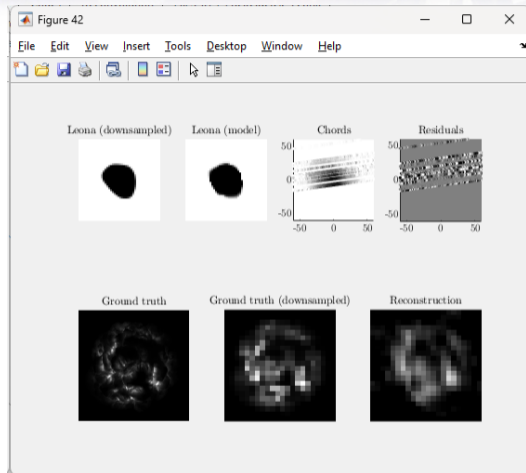 Figure 42
File Edit View Insert Tools Desktop Window Help
Leona (downsampled) Leona (model) Chords Residuals
50 50
0 0
-50 -50
-50 0 50 -50 0 50
Ground truth Ground truth (downsampled) Reconstruction